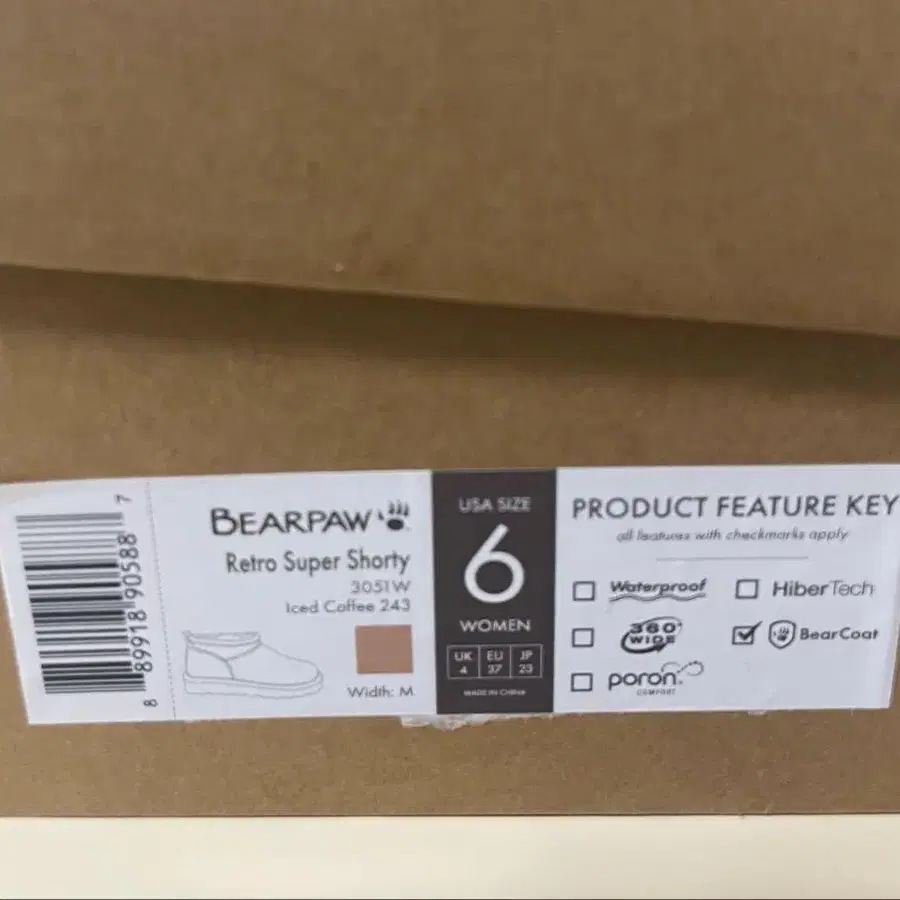 8 89918 90588 7
BEARPAW
Retro Super Shorty
3051W
Iced Coffee 243
Width: M
USA SIZE
6
WOMEN
UK EU JP
4 37 23
MADE IN CHINA
PRODUCT FEATURE KEY
all features with checkmarks apply
Waterproof
HiberTech
360°
WIDE
BearCoat
poron
COMFORT